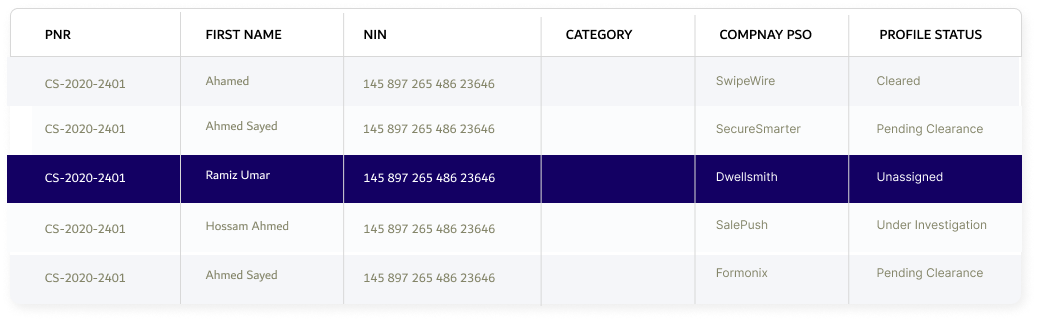 PNR FIRST NAME NIN CATEGORY COMPNAY PSO PROFILE STATUS
CS-2020-2401 Ahamed 145 897 265 486 23646 SwipeWire Cleared
CS-2020-2401 Ahmed Sayed 145 897 265 486 23646 SecureSmarter Pending Clearance
CS-2020-2401 Ramiz Umar 145 897 265 486 23646 Dwellsmith Unassigned
CS-2020-2401 Hossam Ahmed 145 897 265 486 23646 SalePush Under Investigation
CS-2020-2401 Ahmed Sayed 145 897 265 486 23646 Formonix Pending Clearance